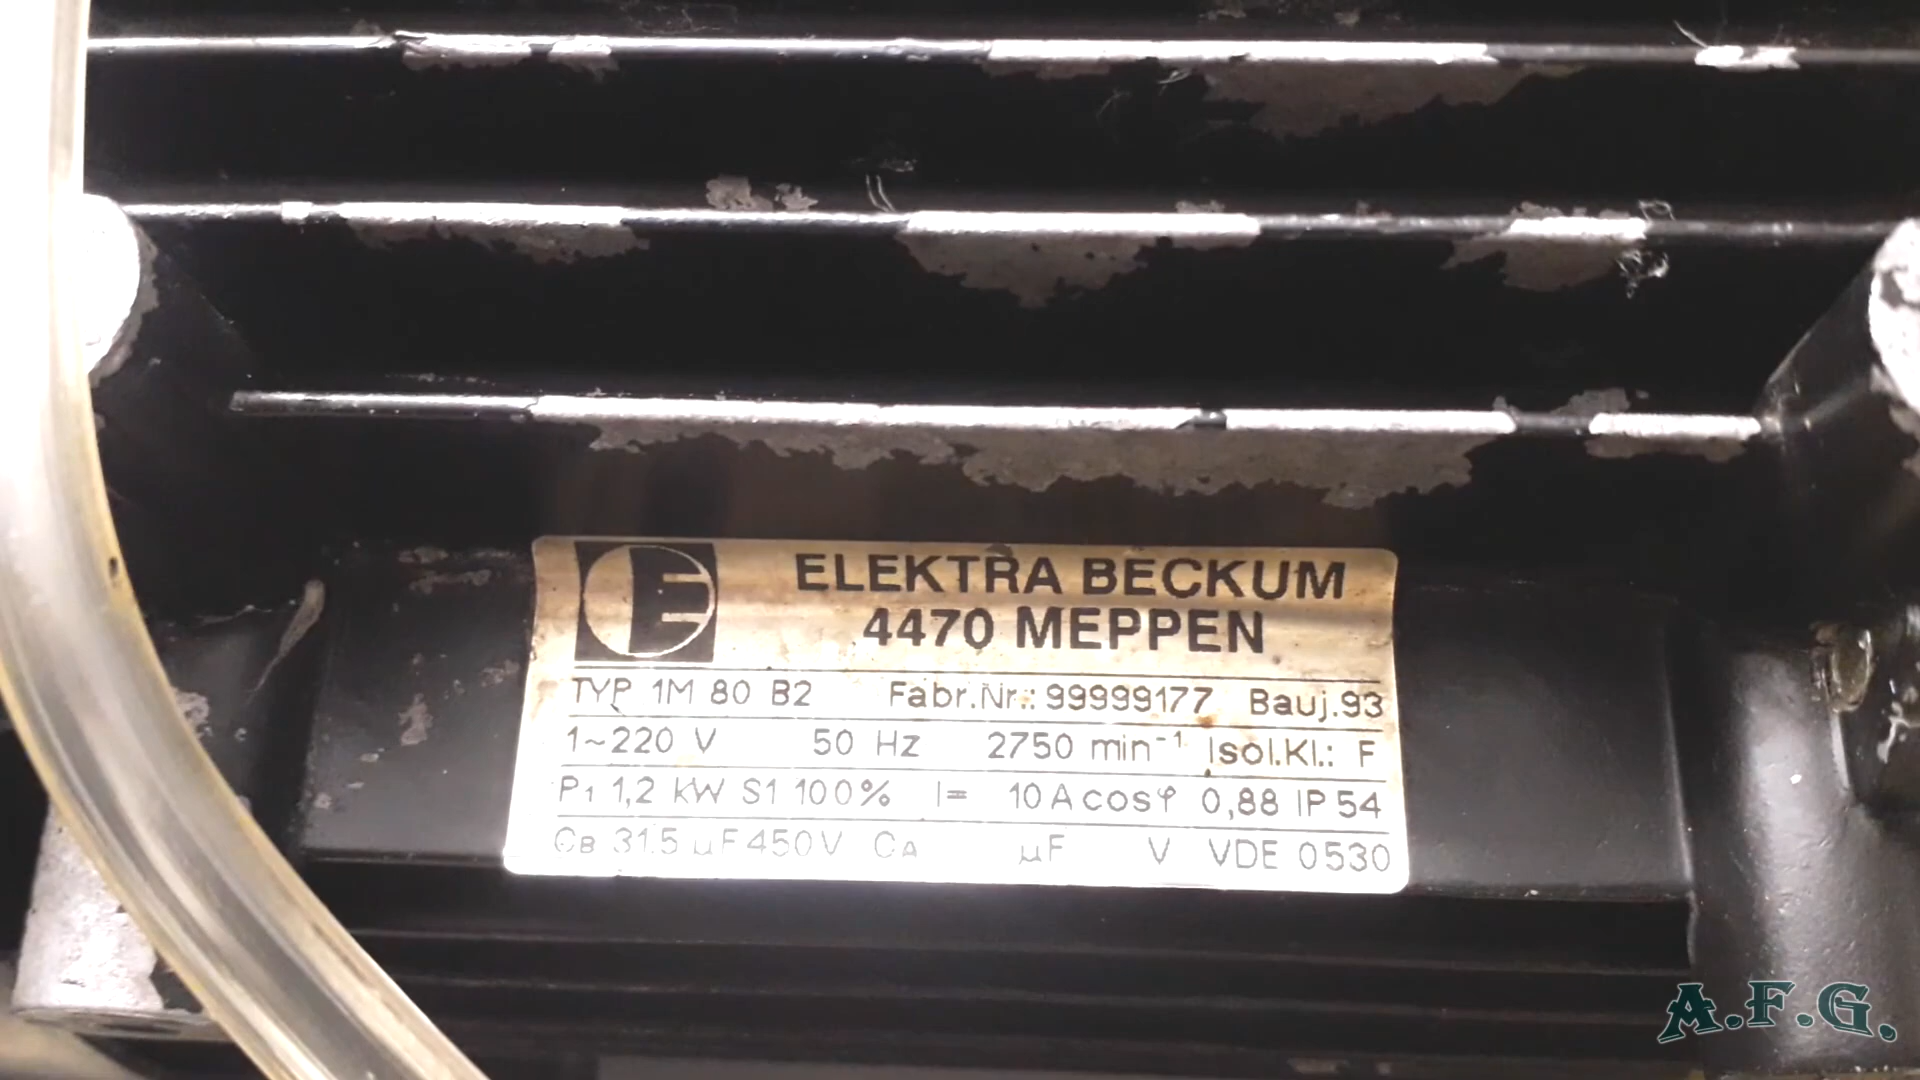 E ELEKTRA BECKUM
4470 MEPPEN
TYP 1M 80 B2 Fabr.Nr.: 99999177 Bauj.93
1~220 V 50 Hz 2750 min⁻¹ Isol.Kl.: F
P1 1,2 kW S1 100% I= 10 A cosφ 0,88 IP 54
CB 31.5 µF 450V CA µF V VDE 0530
A.F.G.